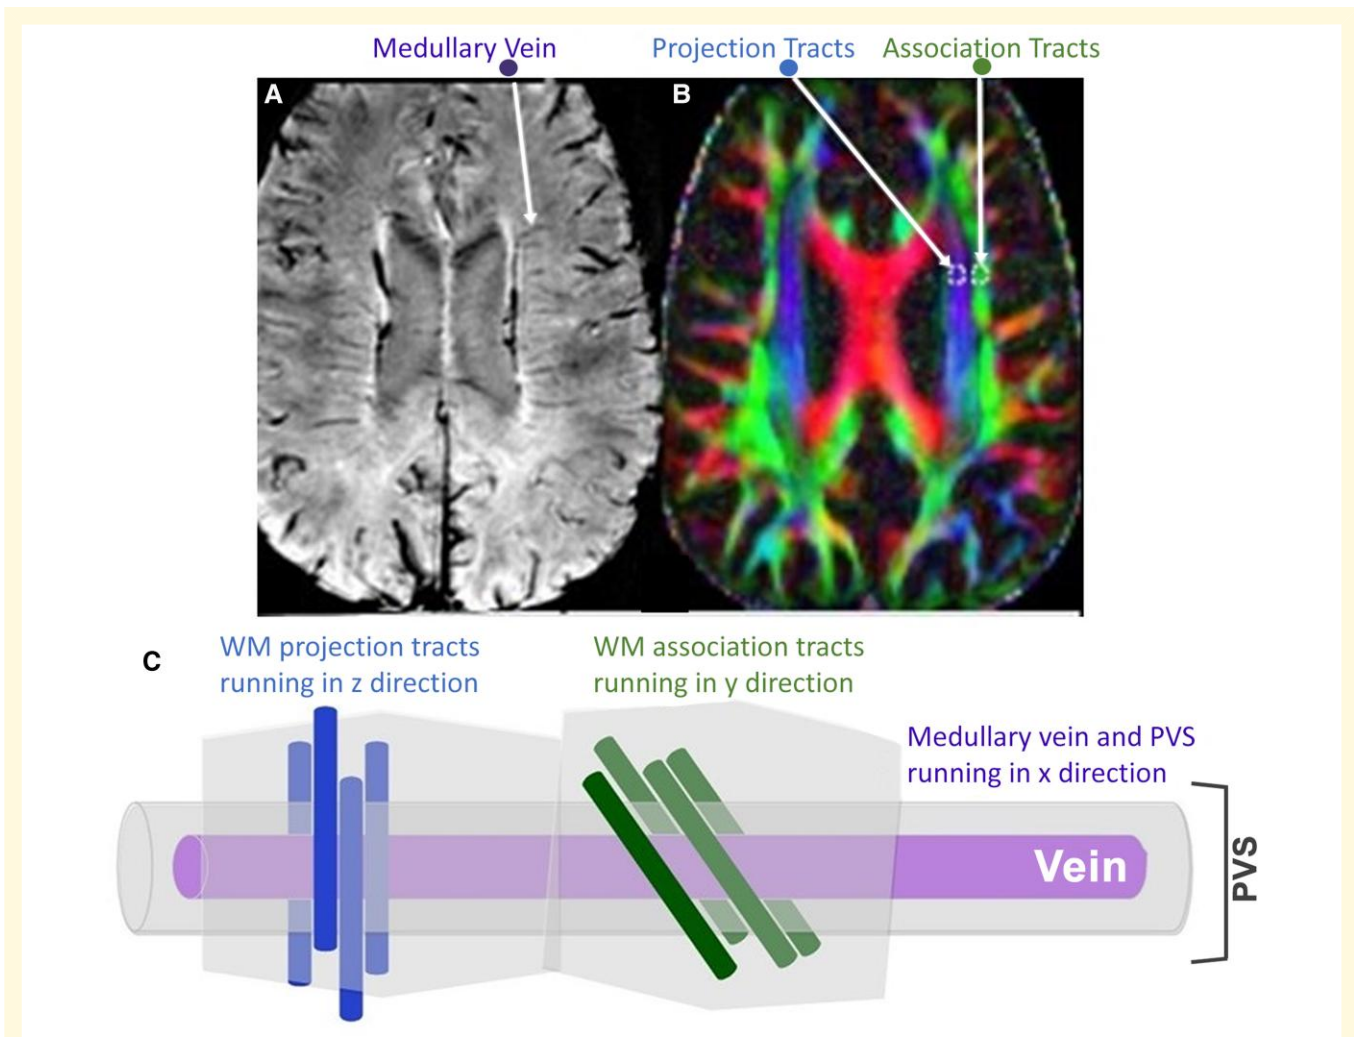 Medullary Vein
Projection Tracts
Association Tracts
A
B
C
WM projection tracts
running in z direction
WM association tracts
running in y direction
Medullary vein and PVS
running in x direction
Vein
PVS